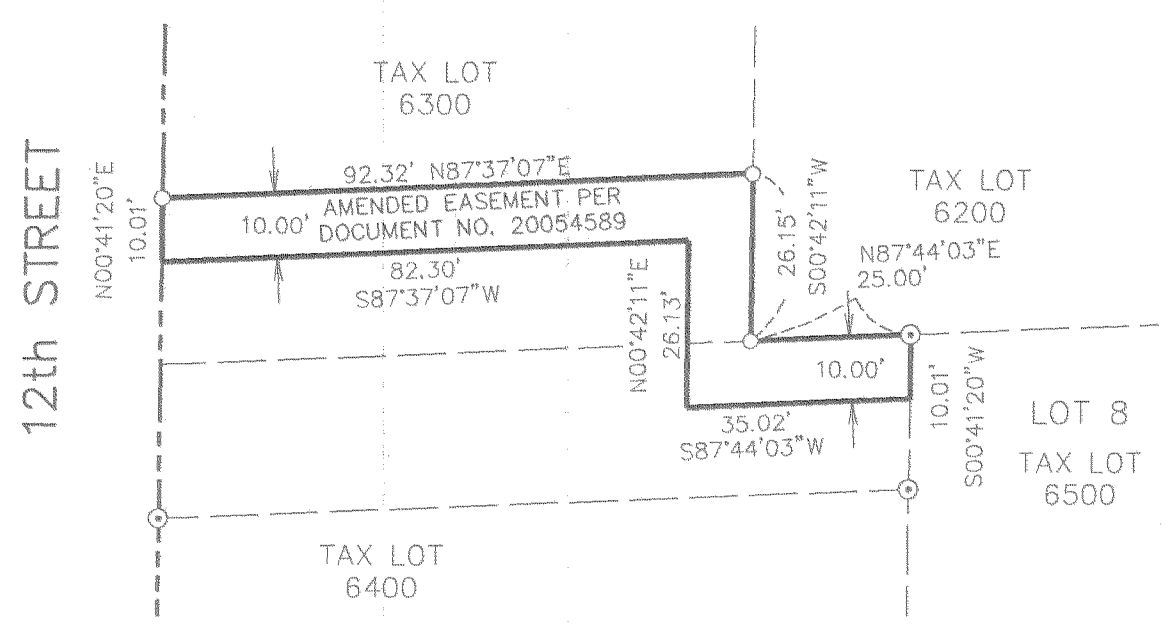 TAX LOT
6300
12th STREET
N00°41'20"E
10.01'
92.32' N87°37'07"E
10.00'
AMENDED EASEMENT PER
DOCUMENT NO. 20054589
82.30'
S87°37'07"W
26.15'
S00°42'11"W
TAX LOT
6200
N87°44'03"E
25.00'
N00°42'11"E
26.13'
10.00'
35.02'
S87°44'03"W
10.01'
S00°41'20"W
LOT 8
TAX LOT
6500
TAX LOT
6400